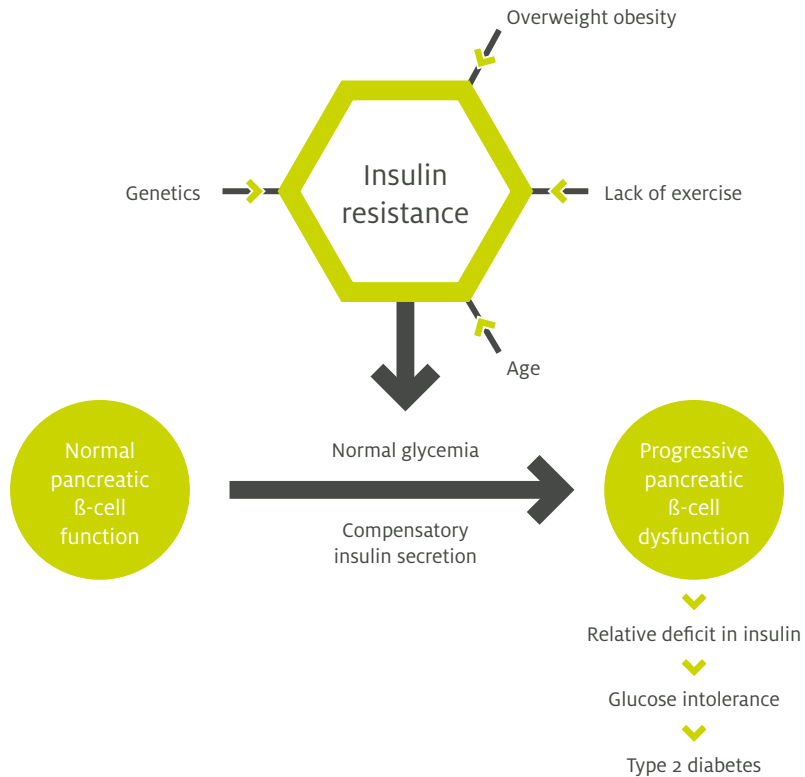 Overweight obesity
Genetics
Insulin
resistance
Lack of exercise
Age
Normal
pancreatic
ß-cell
function
Normal glycemia
Compensatory
insulin secretion
Progressive
pancreatic
ß-cell
dysfunction
Relative deficit in insulin
Glucose intolerance
Type 2 diabetes